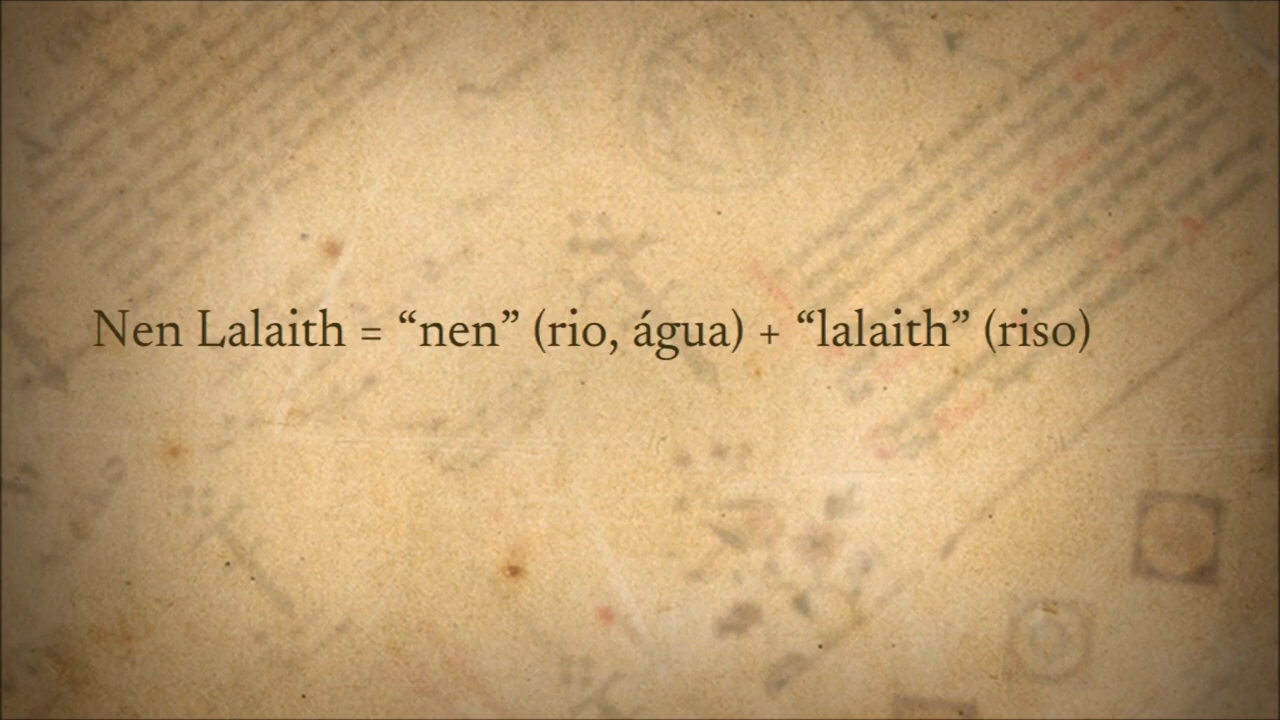 Nen Lalaith = “nen” (rio, água) + “lalaith” (riso)